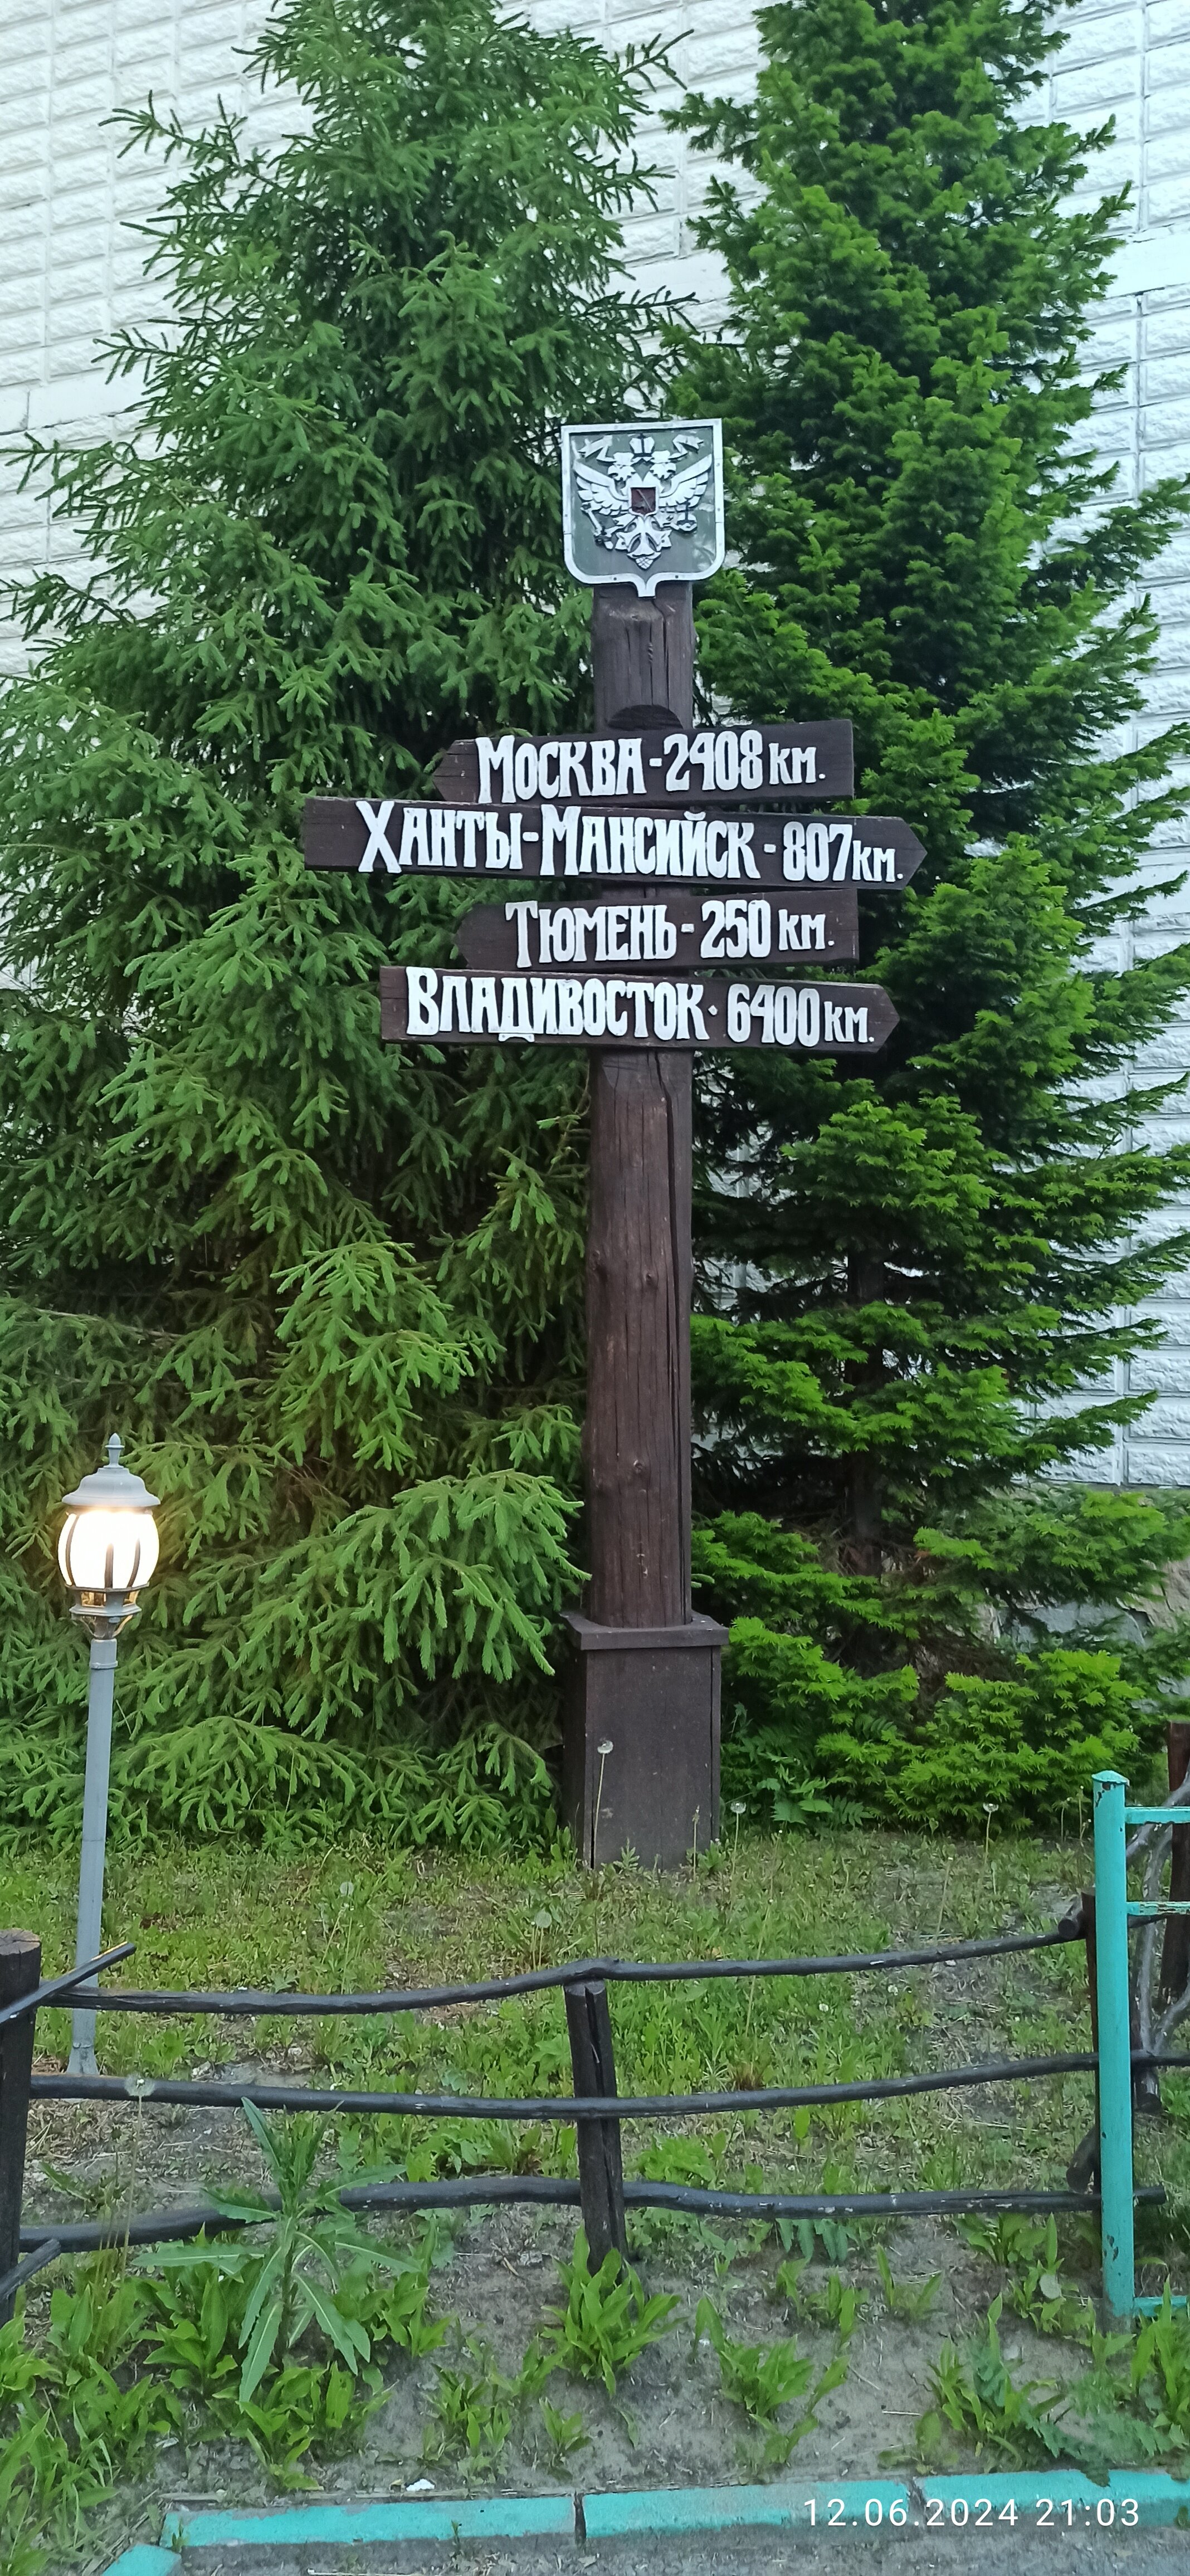 Москва - 2408 км.
Ханты-Мансийск - 807 км.
Тюмень - 250 км.
Владивосток · 6400 км.
12.06.2024 21:03